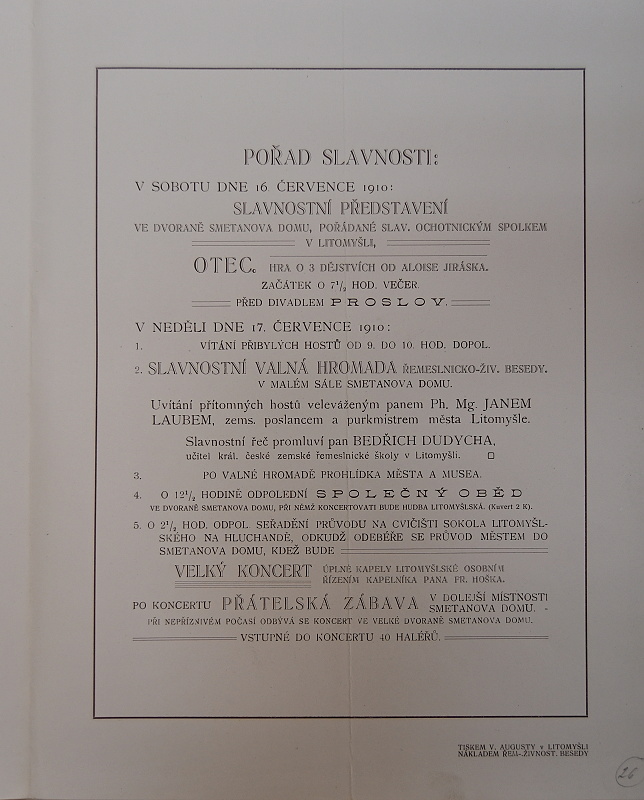 POŘAD SLAVNOSTI:
V SOBOTU DNE 16. ČERVENCE 1910:
SLAVNOSTNÍ PŘEDSTAVENÍ
VE DVORANĚ SMETANOVA DOMU, POŘÁDANÉ SLAV. OCHOTNICKÝM SPOLKEM
V LITOMYŠLI,
OTEC. HRA O 3 DĚJSTVÍCH OD ALOISE JIRÁSKA.
ZAČÁTEK O 7 1/2 HOD. VEČER.
PŘED DIVADLEM PROSLOV.
V NEDĚLI DNE 17. ČERVENCE 1910:
1. VÍTÁNÍ PŘIBYLÝCH HOSTŮ OD 9. DO 10. HOD. DOPOL.
2. SLAVNOSTNÍ VALNÁ HROMADA ŘEMESLNICKO-ŽIV. BESEDY.
V MALÉM SÁLE SMETANOVA DOMU.
Uvítání přítomných hostů veleváženým panem Ph. Mg. JANEM
LAUBEM, zems. poslancem a purkmistrem města Litomyšle.
Slavnostní řeč promluví pan BEDŘICH DUDYCHA,
učitel král. české zemské řemeslnické školy v Litomyšli.
3. PO VALNÉ HROMADĚ PROHLÍDKA MĚSTA A MUSEA.
4. O 12 1/2 HODINĚ ODPOLEDNÍ SPOLEČNÝ OBĚD
VE DVORANĚ SMETANOVA DOMU, PŘI NĚMŽ KONCERTOVATI BUDE HUDBA LITOMYŠLSKÁ. (Kuvert 2 K).
5. O 2 1/2 HOD. ODPOL. SEŘADĚNÍ PRŮVODU NA CVIČIŠTI SOKOLA LITOMYŠL-
SKÉHO NA HLUCHANDĚ, ODKUDŽ ODEBÉŘE SE PRŮVOD MĚSTEM DO
SMETANOVA DOMU, KDEŽ BUDE
VELKÝ KONCERT ÚPLNÉ KAPELY LITOMYŠLSKÉ OSOBNÍM
ŘÍZENÍM KAPELNÍKA PANA FR. HOŠKA.
PO KONCERTU PŘÁTELSKÁ ZÁBAVA V DOLEJŠÍ MÍSTNOSTI
SMETANOVA DOMU. -
PŘI NEPŘÍZNIVÉM POČASÍ ODBÝVÁ SE KONCERT VE VELKÉ DVORANĚ SMETANOVA DOMU.
VSTUPNÉ DO KONCERTU 40 HALÉŘŮ.
TISKEM V. AUGUSTY v LITOMYŠLI
NÁKLADEM ŘEM.-ŽIVNOST. BESEDY
26